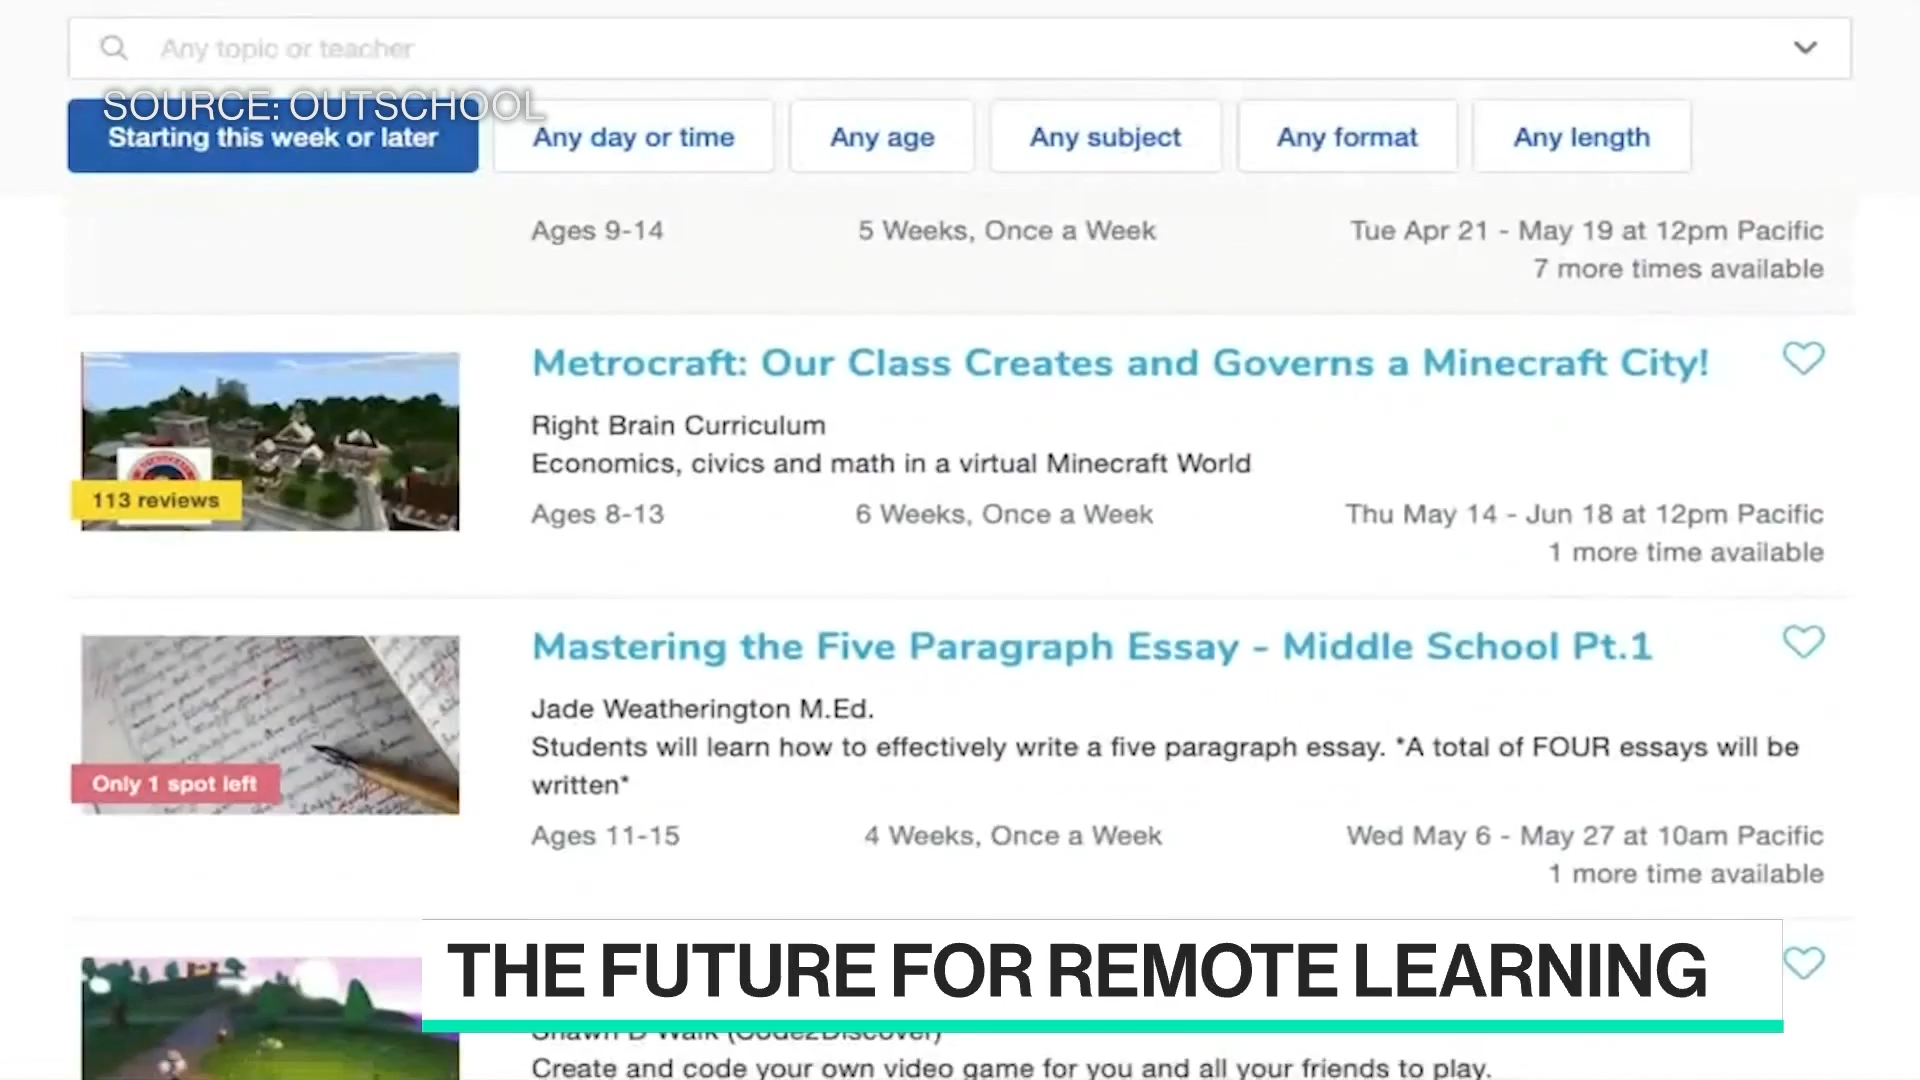 Any topic or teacher
SOURCE: OUTSCHOOL
Starting this week or later
Any day or time
Any age
Any subject
Any format
Any length
Ages 9-14
5 Weeks, Once a Week
Tue Apr 21 - May 19 at 12pm Pacific
7 more times available
Metrocraft: Our Class Creates and Governs a Minecraft City!
Right Brain Curriculum
Economics, civics and math in a virtual Minecraft World
113 reviews
Ages 8-13
6 Weeks, Once a Week
Thu May 14 - Jun 18 at 12pm Pacific
1 more time available
Mastering the Five Paragraph Essay - Middle School Pt.1
Jade Weatherington M.Ed.
Students will learn how to effectively write a five paragraph essay. *A total of FOUR essays will be
written*
Only 1 spot left
Ages 11-15
4 Weeks, Once a Week
Wed May 6 - May 27 at 10am Pacific
1 more time available
THE FUTURE FOR REMOTE LEARNING
Shawn D Walk (Code2Discover)
Create and code your own video game for you and all your friends to play.